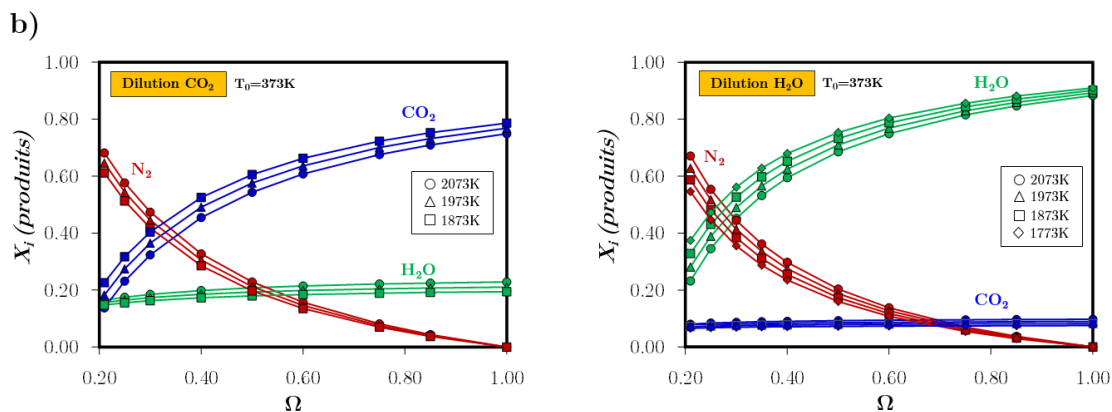 b)
1.00
0.80
0.60
0.40
0.20
0.00
X_i (produits)
Dilution CO₂ T₀=373K
CO₂
N₂
2073K
1973K
1873K
H₂O
0.20 0.40 0.60 0.80 1.00
Ω
1.00
0.80
0.60
0.40
0.20
0.00
X_i (produits)
Dilution H₂O T₀=373K
H₂O
N₂
2073K
1973K
1873K
1773K
CO₂
0.20 0.40 0.60 0.80 1.00
Ω